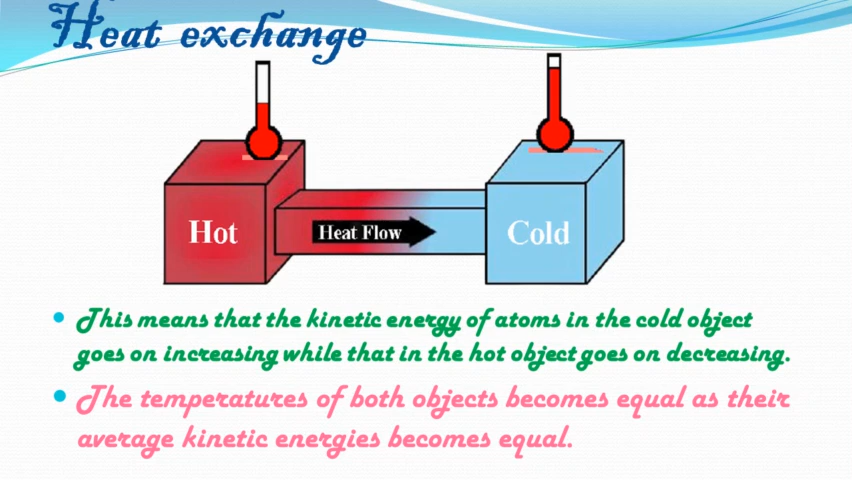 Heat exchange
Hot
Heat Flow
Cold
This means that the kinetic energy of atoms in the cold object
goes on increasing while that in the hot object goes on decreasing.
The temperatures of both objects becomes equal as their
average kinetic energies becomes equal.